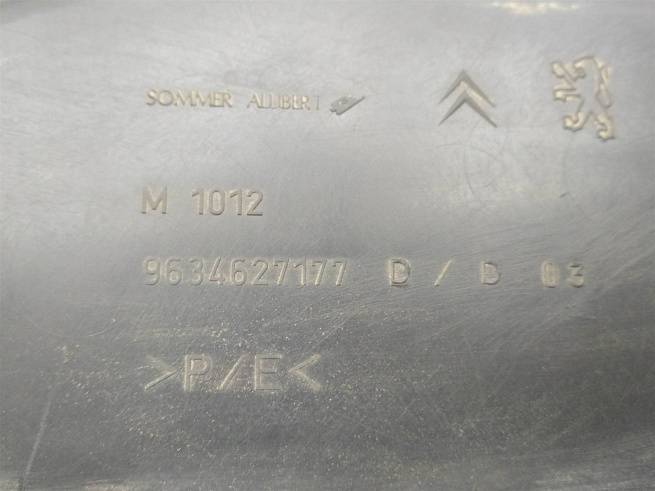 SOMMER ALLIBERT
M 1012
9634627177 D / B 03
>P/E<